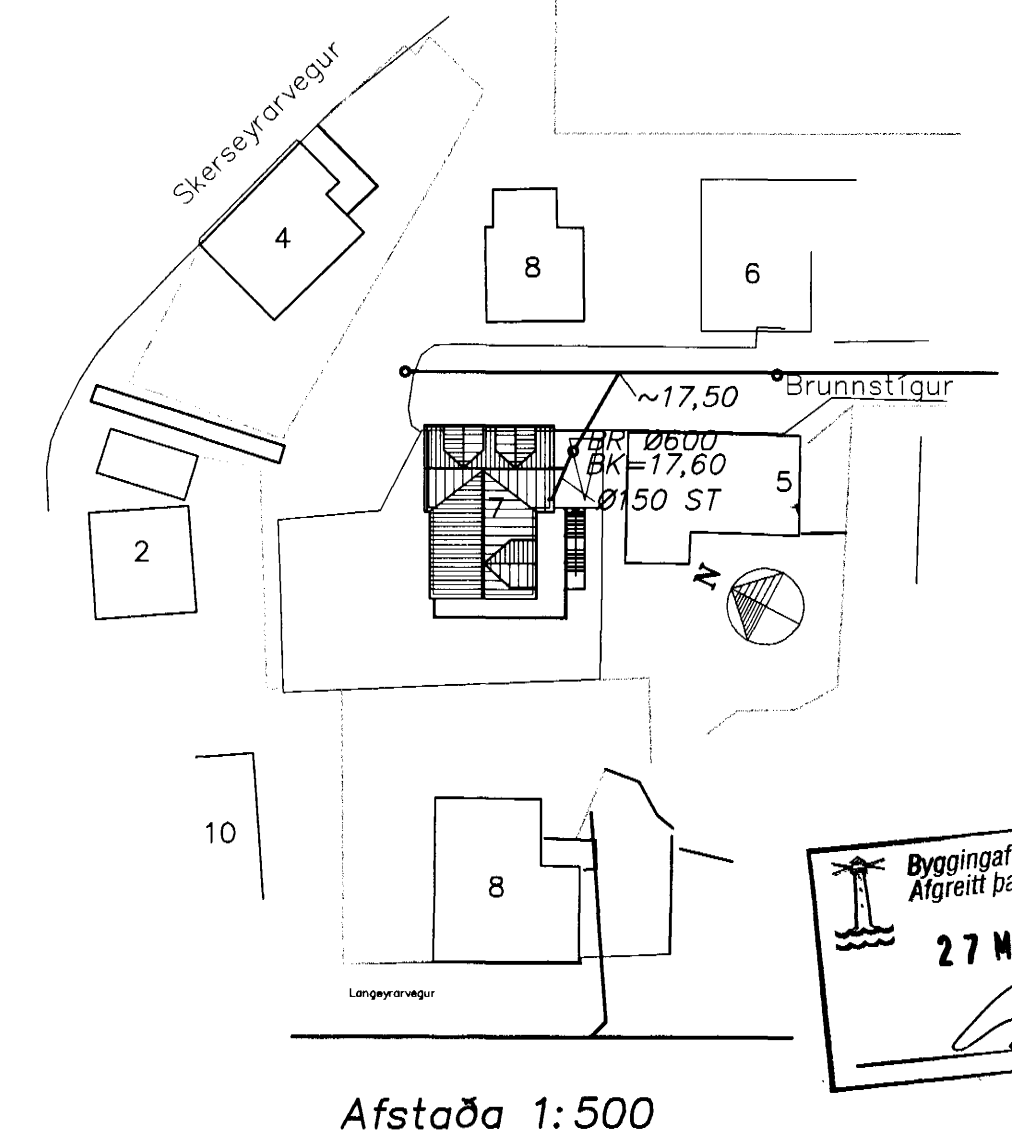 Skerseyrarvegur
4
8
6
~17,50
Brunnstígur
BR Ø600
BK=17,60
Ø150 ST
5
7
2
N
10
8
Langeyrarvegur
Byggingaf
Afgreitt þa
27 M
Afstaða 1:500